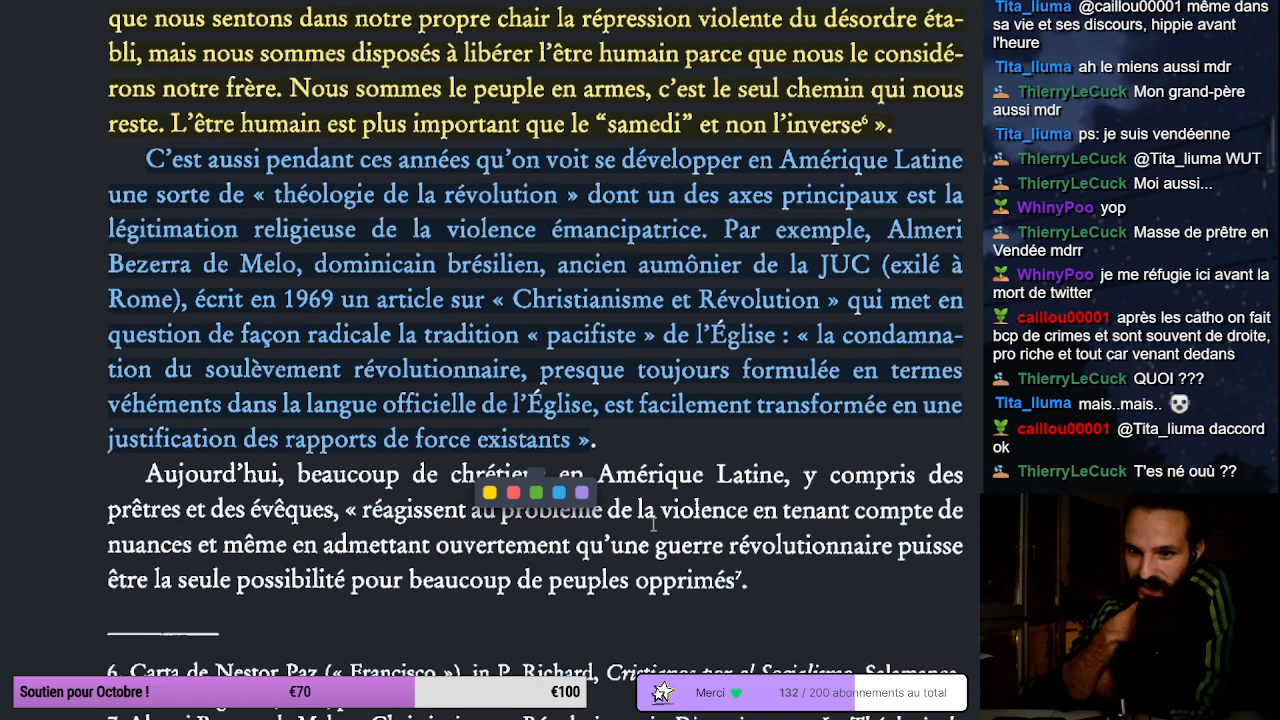 que nous sentons dans notre propre chair la répression violente du désordre éta-
bli, mais nous sommes disposés à libérer l'être humain parce que nous le considé-
rons notre frère. Nous sommes le peuple en armes, c'est le seul chemin qui nous
reste. L'être humain est plus important que le “samedi” et non l'inverse⁶ ».
C'est aussi pendant ces années qu'on voit se développer en Amérique Latine
une sorte de « théologie de la révolution » dont un des axes principaux est la
légitimation religieuse de la violence émancipatrice. Par exemple, Almeri
Bezerra de Melo, dominicain brésilien, ancien aumônier de la JUC (exilé à
Rome), écrit en 1969 un article sur « Christianisme et Révolution » qui met en
question de façon radicale la tradition « pacifiste » de l'Église : « la condamna-
tion du soulèvement révolutionnaire, presque toujours formulée en termes
véhéments dans la langue officielle de l'Église, est facilement transformée en une
justification des rapports de force existants ».
Aujourd'hui, beaucoup de chrétiens en Amérique Latine, y compris des
prêtres et des évêques, « réagissent au problème de la violence en tenant compte de
nuances et même en admettant ouvertement qu'une guerre révolutionnaire puisse
être la seule possibilité pour beaucoup de peuples opprimés⁷.
6. Carta de Nestor Paz (« Francisco »), in P. Richard, Cristianos por el Socialismo, Salamanca,
Soutien pour Octobre ! €70 €100
Merci 132 / 200 abonnements au total
Tita_liuma @caillou00001 même dans
sa vie et ses discours, hippie avant
l'heure
Tita_liuma ah le miens aussi mdr
ThierryLeCuck Mon grand-père
aussi mdr
Tita_liuma ps: je suis vendéenne
ThierryLeCuck @Tita_liuma WUT
ThierryLeCuck Moi aussi...
WhinyPoo yop
ThierryLeCuck Masse de prêtre en
Vendée mdrr
WhinyPoo je me réfugie ici avant la
mort de twitter
caillou00001 après les catho on fait
bcp de crimes et sont souvent de droite,
pro riche et tout car venant dedans
ThierryLeCuck QUOI ???
Tita_liuma mais..mais..
caillou00001 @Tita_liuma daccord
ok
ThierryLeCuck T'es né ouù ??